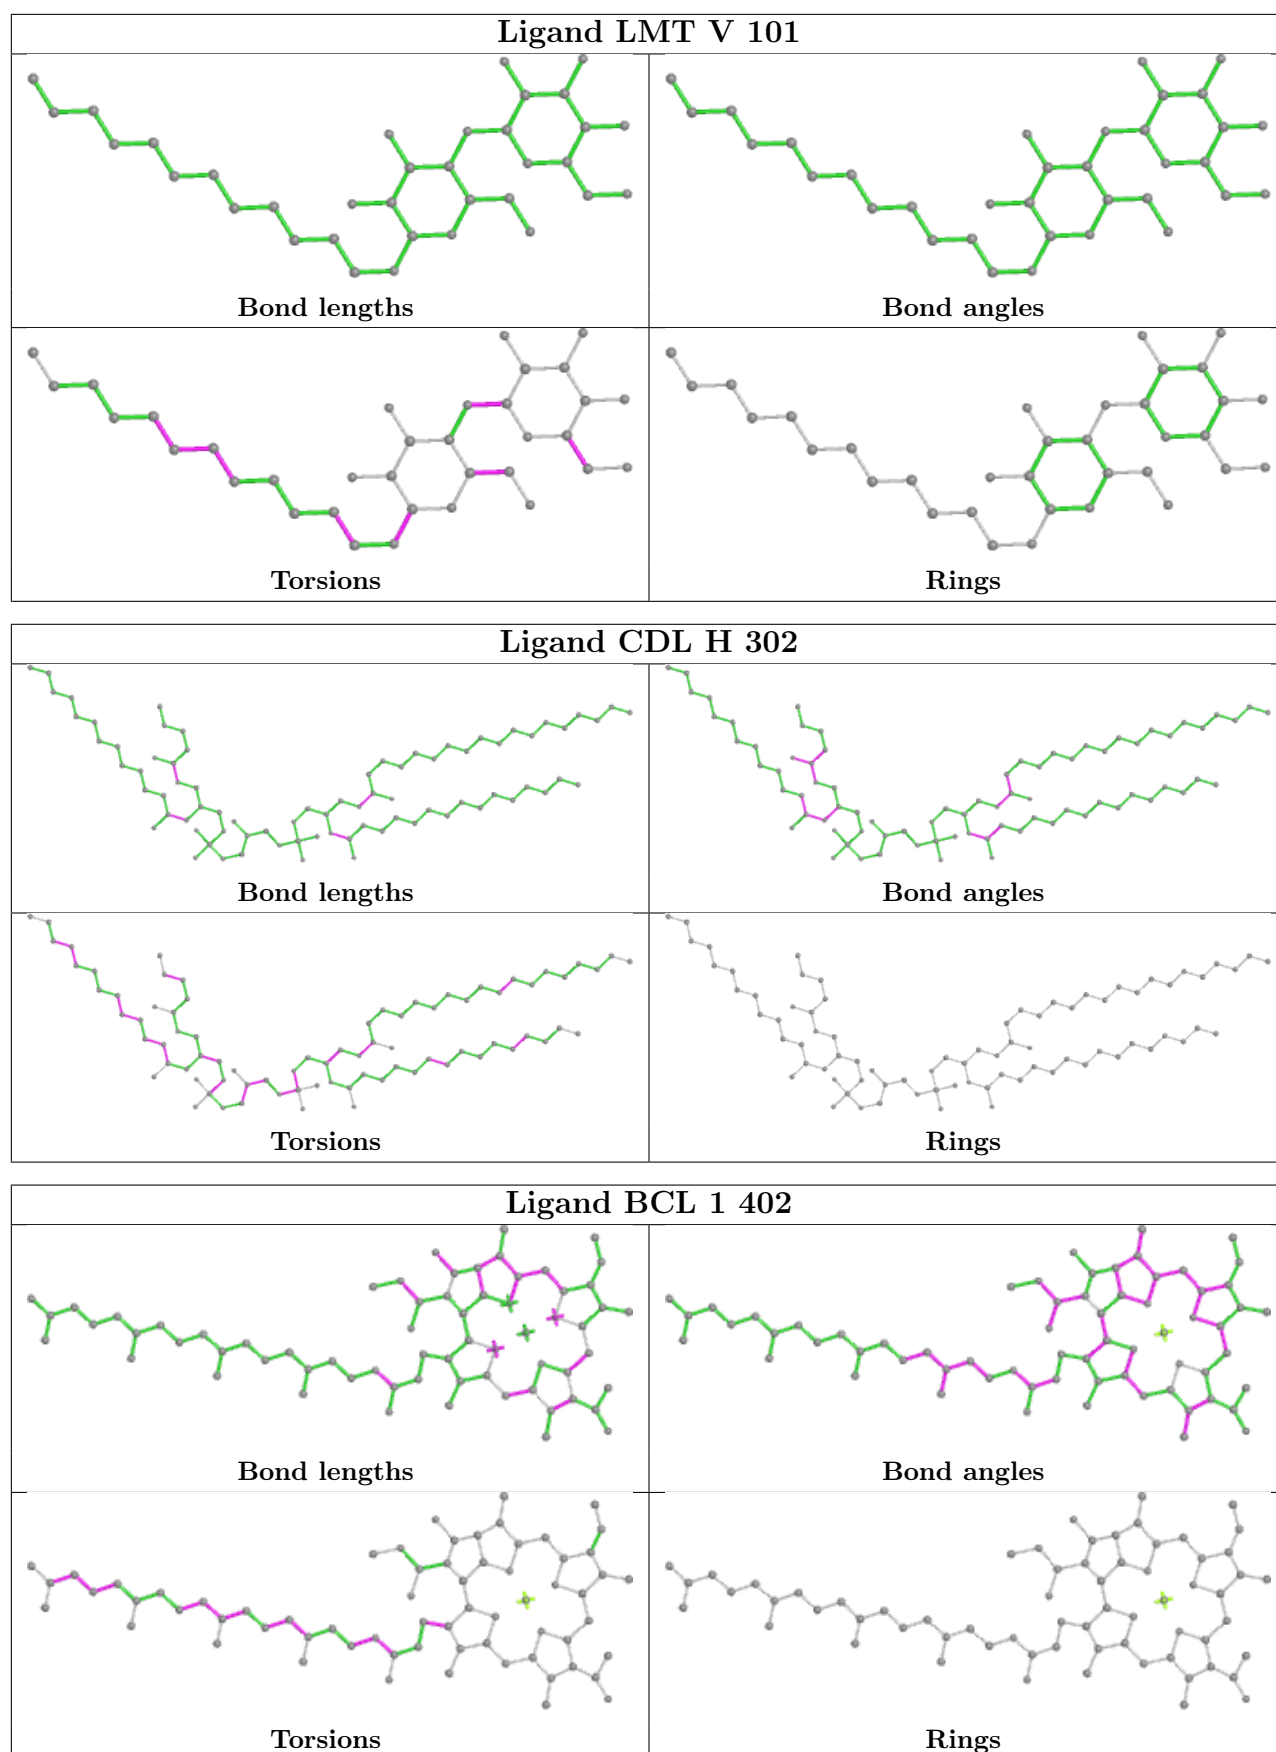 Ligand LMT V 101
Bond lengths
Bond angles
Torsions
Rings
Ligand CDL H 302
Bond lengths
Bond angles
Torsions
Rings
Ligand BCL 1 402
Bond lengths
Bond angles
Torsions
Rings